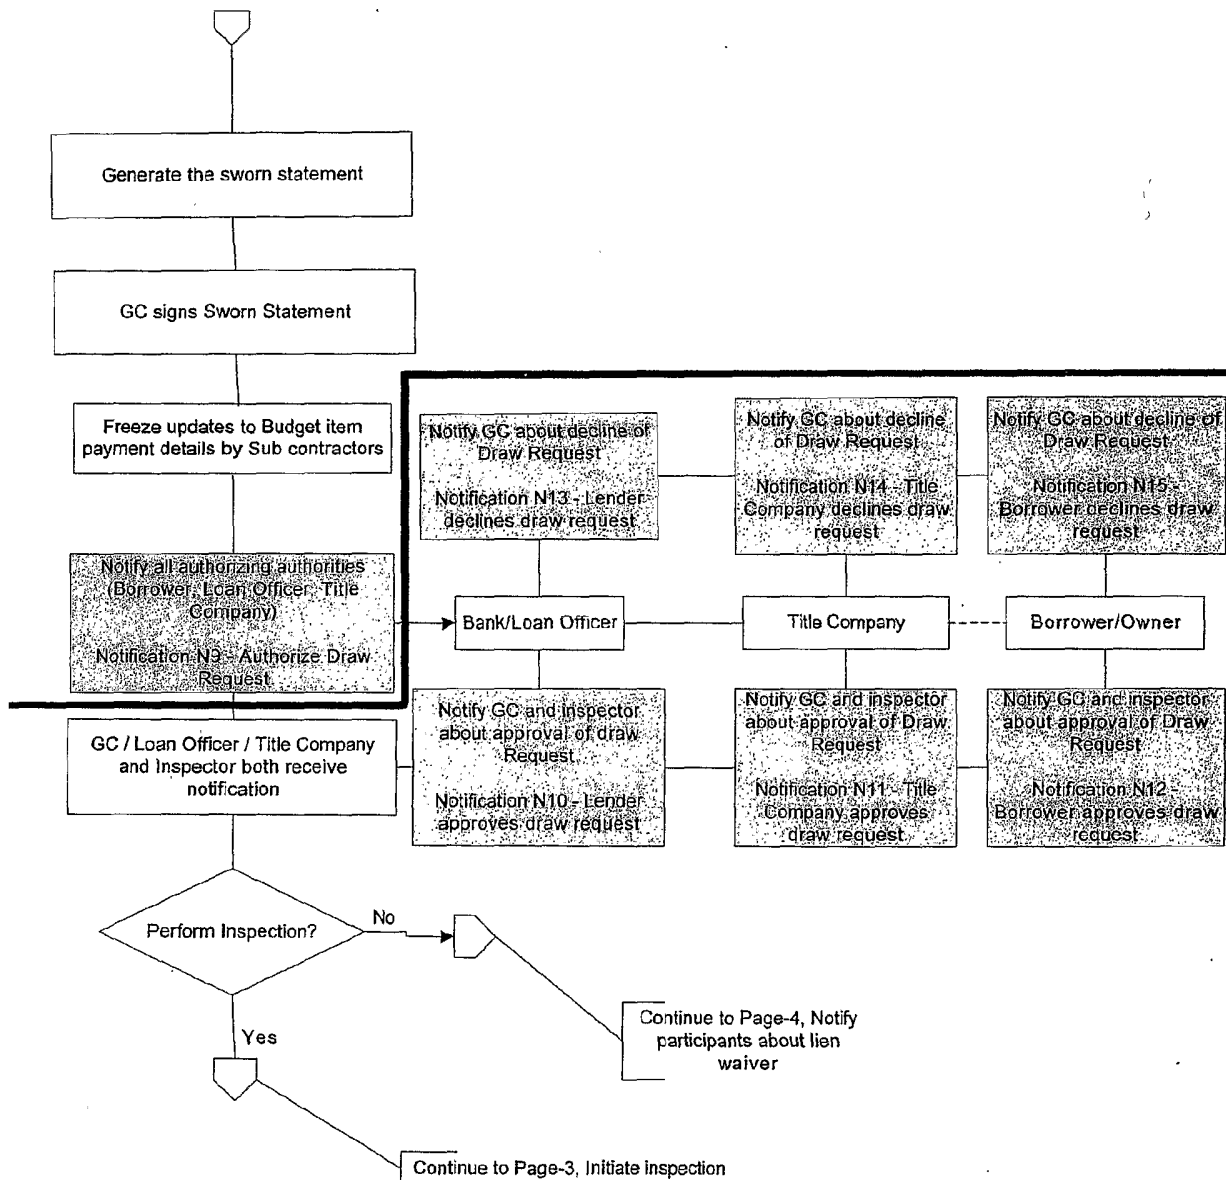 Generate the sworn statement
GC signs Sworn Statement
Freeze updates to Budget item
payment details by Sub contractors
Notify GC about decline of
Draw Request
Notification N13 - Lender
declines draw request
Notify GC about decline
of Draw Request
Notification N14 - Title
Company declines draw
request
Notify GC about decline of
Draw Request
Notification N15 -
Borrower declines draw
request
Notify all authorizing authorities
(Borrower, Loan Officer, Title
Company)
Notification N9 - Authorize Draw
Request
Bank/Loan Officer
Title Company
Borrower/Owner
GC / Loan Officer / Title Company
and Inspector both receive
notification
Notify GC and inspector
about approval of draw
Request
Notification N10 - Lender
approves draw request
Notify GC and inspector
about approval of Draw
Request
Notification N11 - Title
Company approves
draw request
Notify GC and inspector
about approval of Draw
Request
Notification N12 -
Borrower approves draw
request
Perform Inspection?
No
Yes
Continue to Page-4, Notify
participants about lien
waiver
Continue to Page-3, Initiate inspection